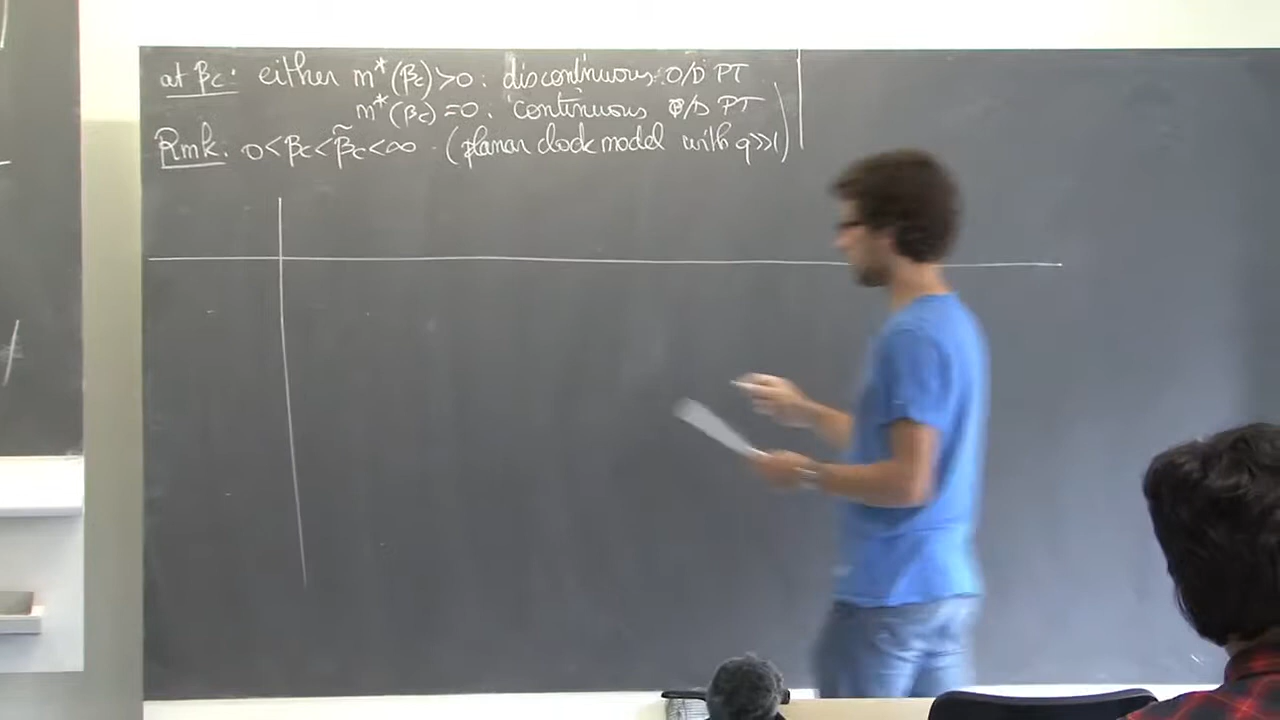 at βc: either m*(βc)>0: discontinuous O/D PT
m*(βc)=0: continuous O/D PT
Rmk: 0<βc<β̃c<∞. (planar clock model with q>>1)